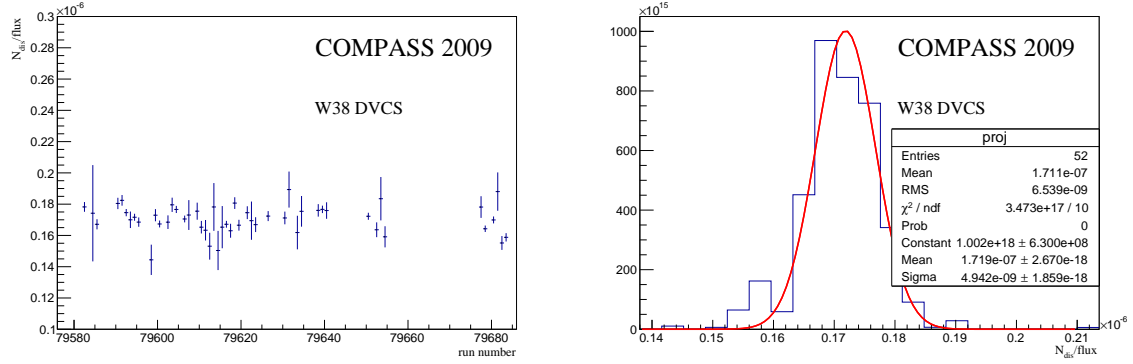 ×10⁻⁶
N_dis/flux
0.3
0.28
0.26
0.24
0.22
0.2
0.18
0.16
0.14
0.12
0.1
COMPASS 2009
W38 DVCS
79580 79600 79620 79640 79660 79680
run number
×10¹⁵
1000
800
600
400
200
0
COMPASS 2009
W38 DVCS
proj
Entries 52
Mean 1.711e-07
RMS 6.539e-09
χ² / ndf 3.473e+17 / 10
Prob 0
Constant 1.002e+18 ± 6.300e+08
Mean 1.719e-07 ± 2.670e-18
Sigma 4.942e-09 ± 1.859e-18
0.14 0.15 0.16 0.17 0.18 0.19 0.2 0.21 ×10⁻⁶
N_dis/flux